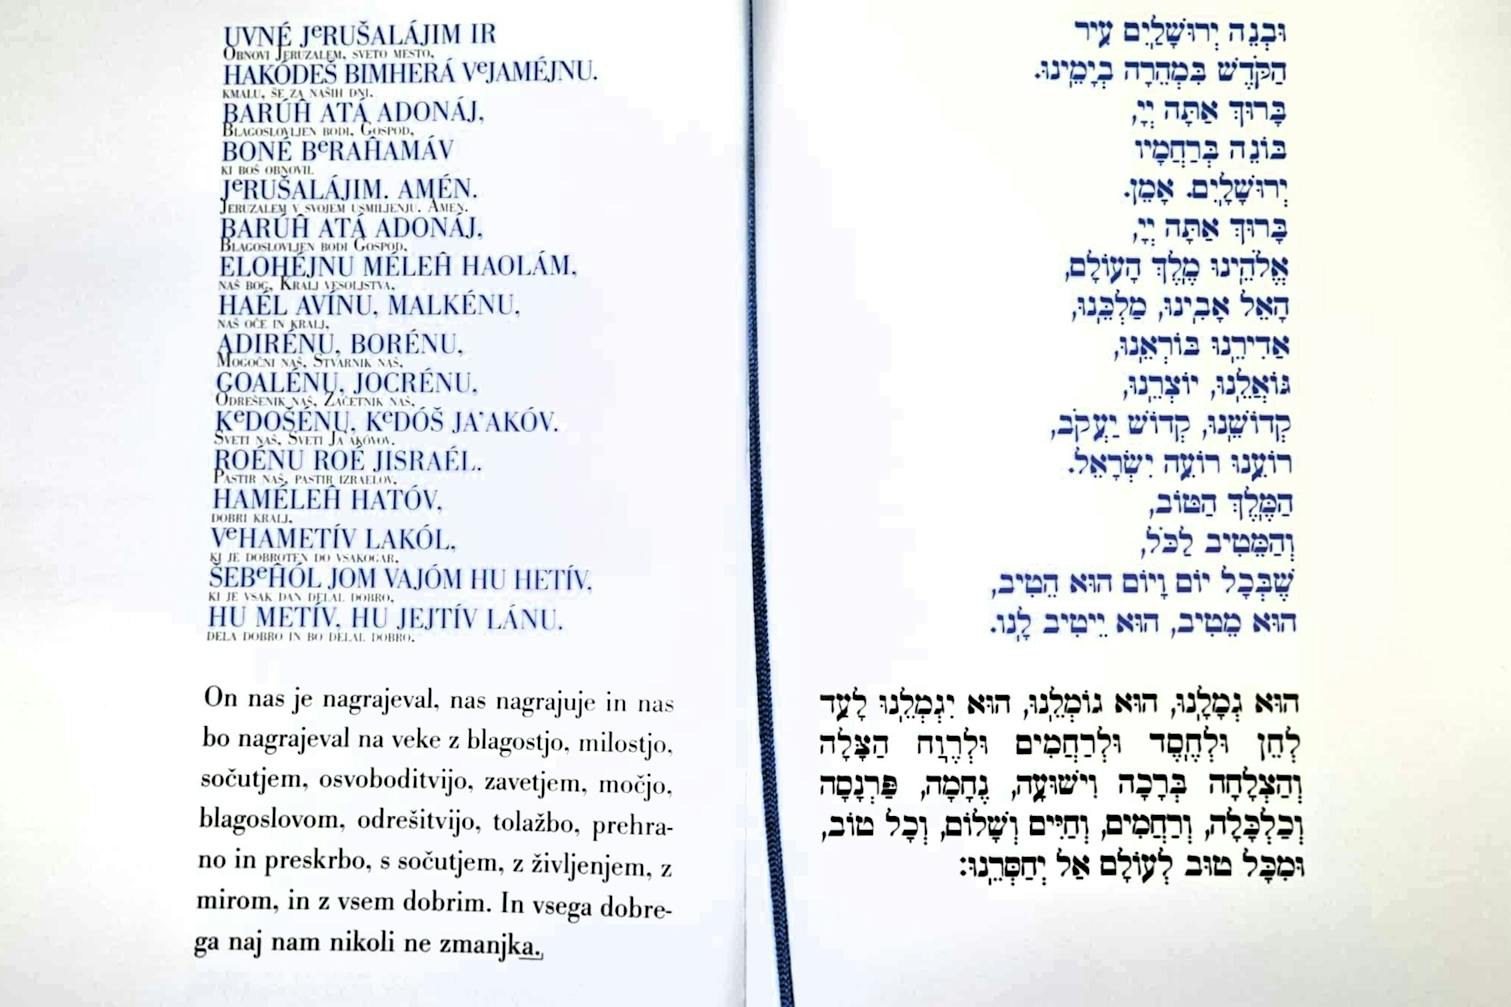 UVNÉ JeRUŠALÁJIM IR
Obnovi Jeruzalem, sveto mesto,
HAKÓDEŠ BIMHERÁ VeJAMÉJNU.
kmalu, še za naših dni.
BARÚĤ ATÁ ADONÁJ,
Blagoslovljen bodi, Gospod,
BONÉ BeRAĤAMÁV
ki boš obnovil
JeRUŠALÁJIM. AMÉN.
Jeruzalem v svojem usmiljenju. Amen.
BARÚĤ ATÁ ADONÁJ,
Blagoslovljen bodi Gospod,
ELOHÉJNU MÉLEĤ HAOLÁM,
naš bog, Kralj vesoljstva,
HAÉL AVÍNU, MALKÉNU,
naš oče in kralj,
ADIRÉNU, BORÉNU,
Mogočni naš, Stvarnik naš,
GOALÉNU, JOCRÉNU,
Odrešenik naš, Začetnik naš,
KeDOŠÉNU, KeDÓŠ JA'AKÓV.
Sveti naš, Sveti Ja'akóvov.
ROÉNU ROÉ JISRAÉL.
Pastir naš, pastir izraelov,
HAMÉLEĤ HATÓV,
dobri kralj,
VeHAMETÍV LAKÓL,
ki je dobroten do vsakogar,
ŠEBeĤÓL JOM VAJÓM HU HETÍV,
ki je vsak dan delal dobro,
HU METÍV, HU JEJTÍV LÁNU.
dela dobro in bo delal dobro.
On nas je nagrajeval, nas nagrajuje in nas
bo nagrajeval na veke z blagostjo, milostjo,
sočutjem, osvoboditvijo, zavetjem, močjo,
blagoslovom, odrešitvijo, tolažbo, prehra-
no in preskrbo, s sočutjem, z življenjem, z
mirom, in z vsem dobrim. In vsega dobre-
ga naj nam nikoli ne zmanjka.
וּבְנֵה יְרוּשָׁלַיִם עִיר
הַקֹּדֶשׁ בִּמְהֵרָה בְיָמֵינוּ.
בָּרוּךְ אַתָּה יְיָ,
בּוֹנֵה בְּרַחֲמָיו
יְרוּשָׁלָיִם. אָמֵן.
בָּרוּךְ אַתָּה יְיָ,
אֱלֹהֵינוּ מֶלֶךְ הָעוֹלָם,
הָאֵל אָבִינוּ, מַלְכֵּנוּ,
אַדִירֵנוּ בּוֹרְאֵנוּ,
גּוֹאֲלֵנוּ, יוֹצְרֵנוּ,
קְדוֹשֵׁנוּ, קְדוֹשׁ יַעֲקֹב,
רוֹעֵנוּ רוֹעֵה יִשְׂרָאֵל.
הַמֶּלֶךְ הַטּוֹב,
וְהַמֵּטִיב לַכֹּל,
שֶׁבְּכָל יוֹם וָיוֹם הוּא הֵטִיב,
הוּא מֵטִיב, הוּא יֵיטִיב לָנוּ.
הוּא גְמָלָנוּ, הוּא גוֹמְלֵנוּ, הוּא יִגְמְלֵנוּ לָעַד
לְחֵן וּלְחֶסֶד וּלְרַחֲמִים וּלְרֶוַח הַצָּלָה
וְהַצְלָחָה בְּרָכָה וִישׁוּעָה, נֶחָמָה, פַּרְנָסָה
וְכַלְכָּלָה, וְרַחֲמִים, וְחַיִּים וְשָׁלוֹם, וְכָל טוֹב,
וּמִכָּל טוּב לְעוֹלָם אַל יְחַסְּרֵנוּ: